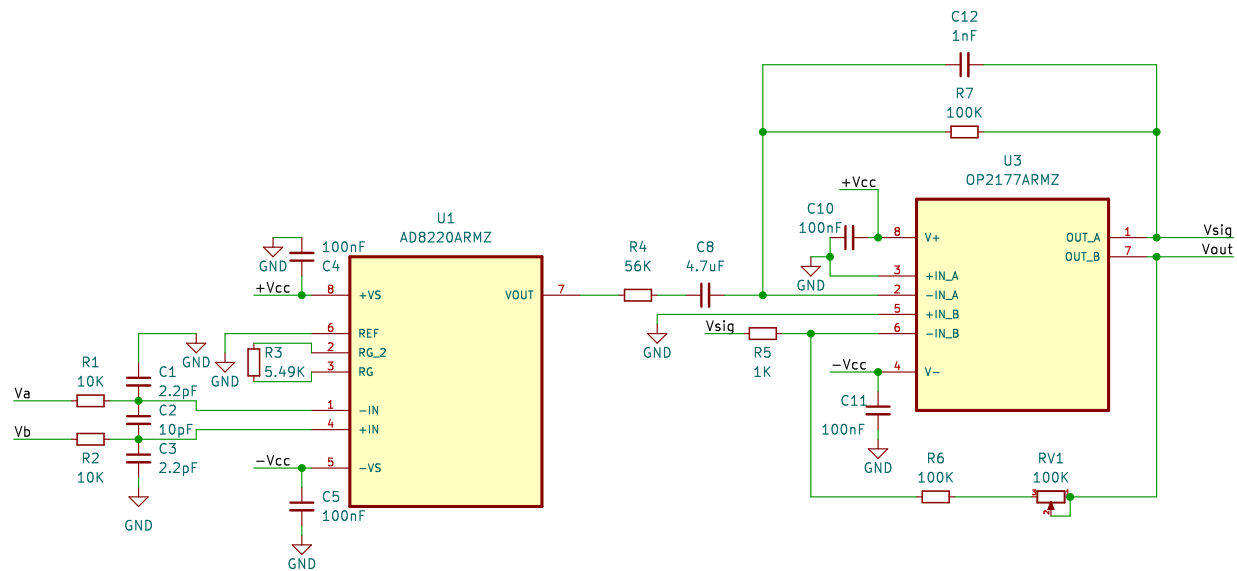 C12
1nF
R7
100K
U3
OP2177ARMZ
+Vcc
C10
100nF
8
V+
OUT_A
1
Vsig
OUT_B
7
Vout
GND
3
+IN_A
2
-IN_A
5
+IN_B
6
-IN_B
4
V-
U1
AD8220ARMZ
100nF
C4
GND
+Vcc
8
+VS
VOUT
7
R4
56K
C8
4.7uF
GND
Vsig
R5
1K
-Vcc
C11
100nF
GND
6
REF
2
RG_2
3
RG
R3
5.49K
GND
GND
R1
10K
C1
2.2pF
Va
C2
10pF
1
-IN
4
+IN
Vb
R2
10K
C3
2.2pF
GND
-Vcc
5
-VS
C5
100nF
GND
R6
100K
RV1
100K
3
1
2